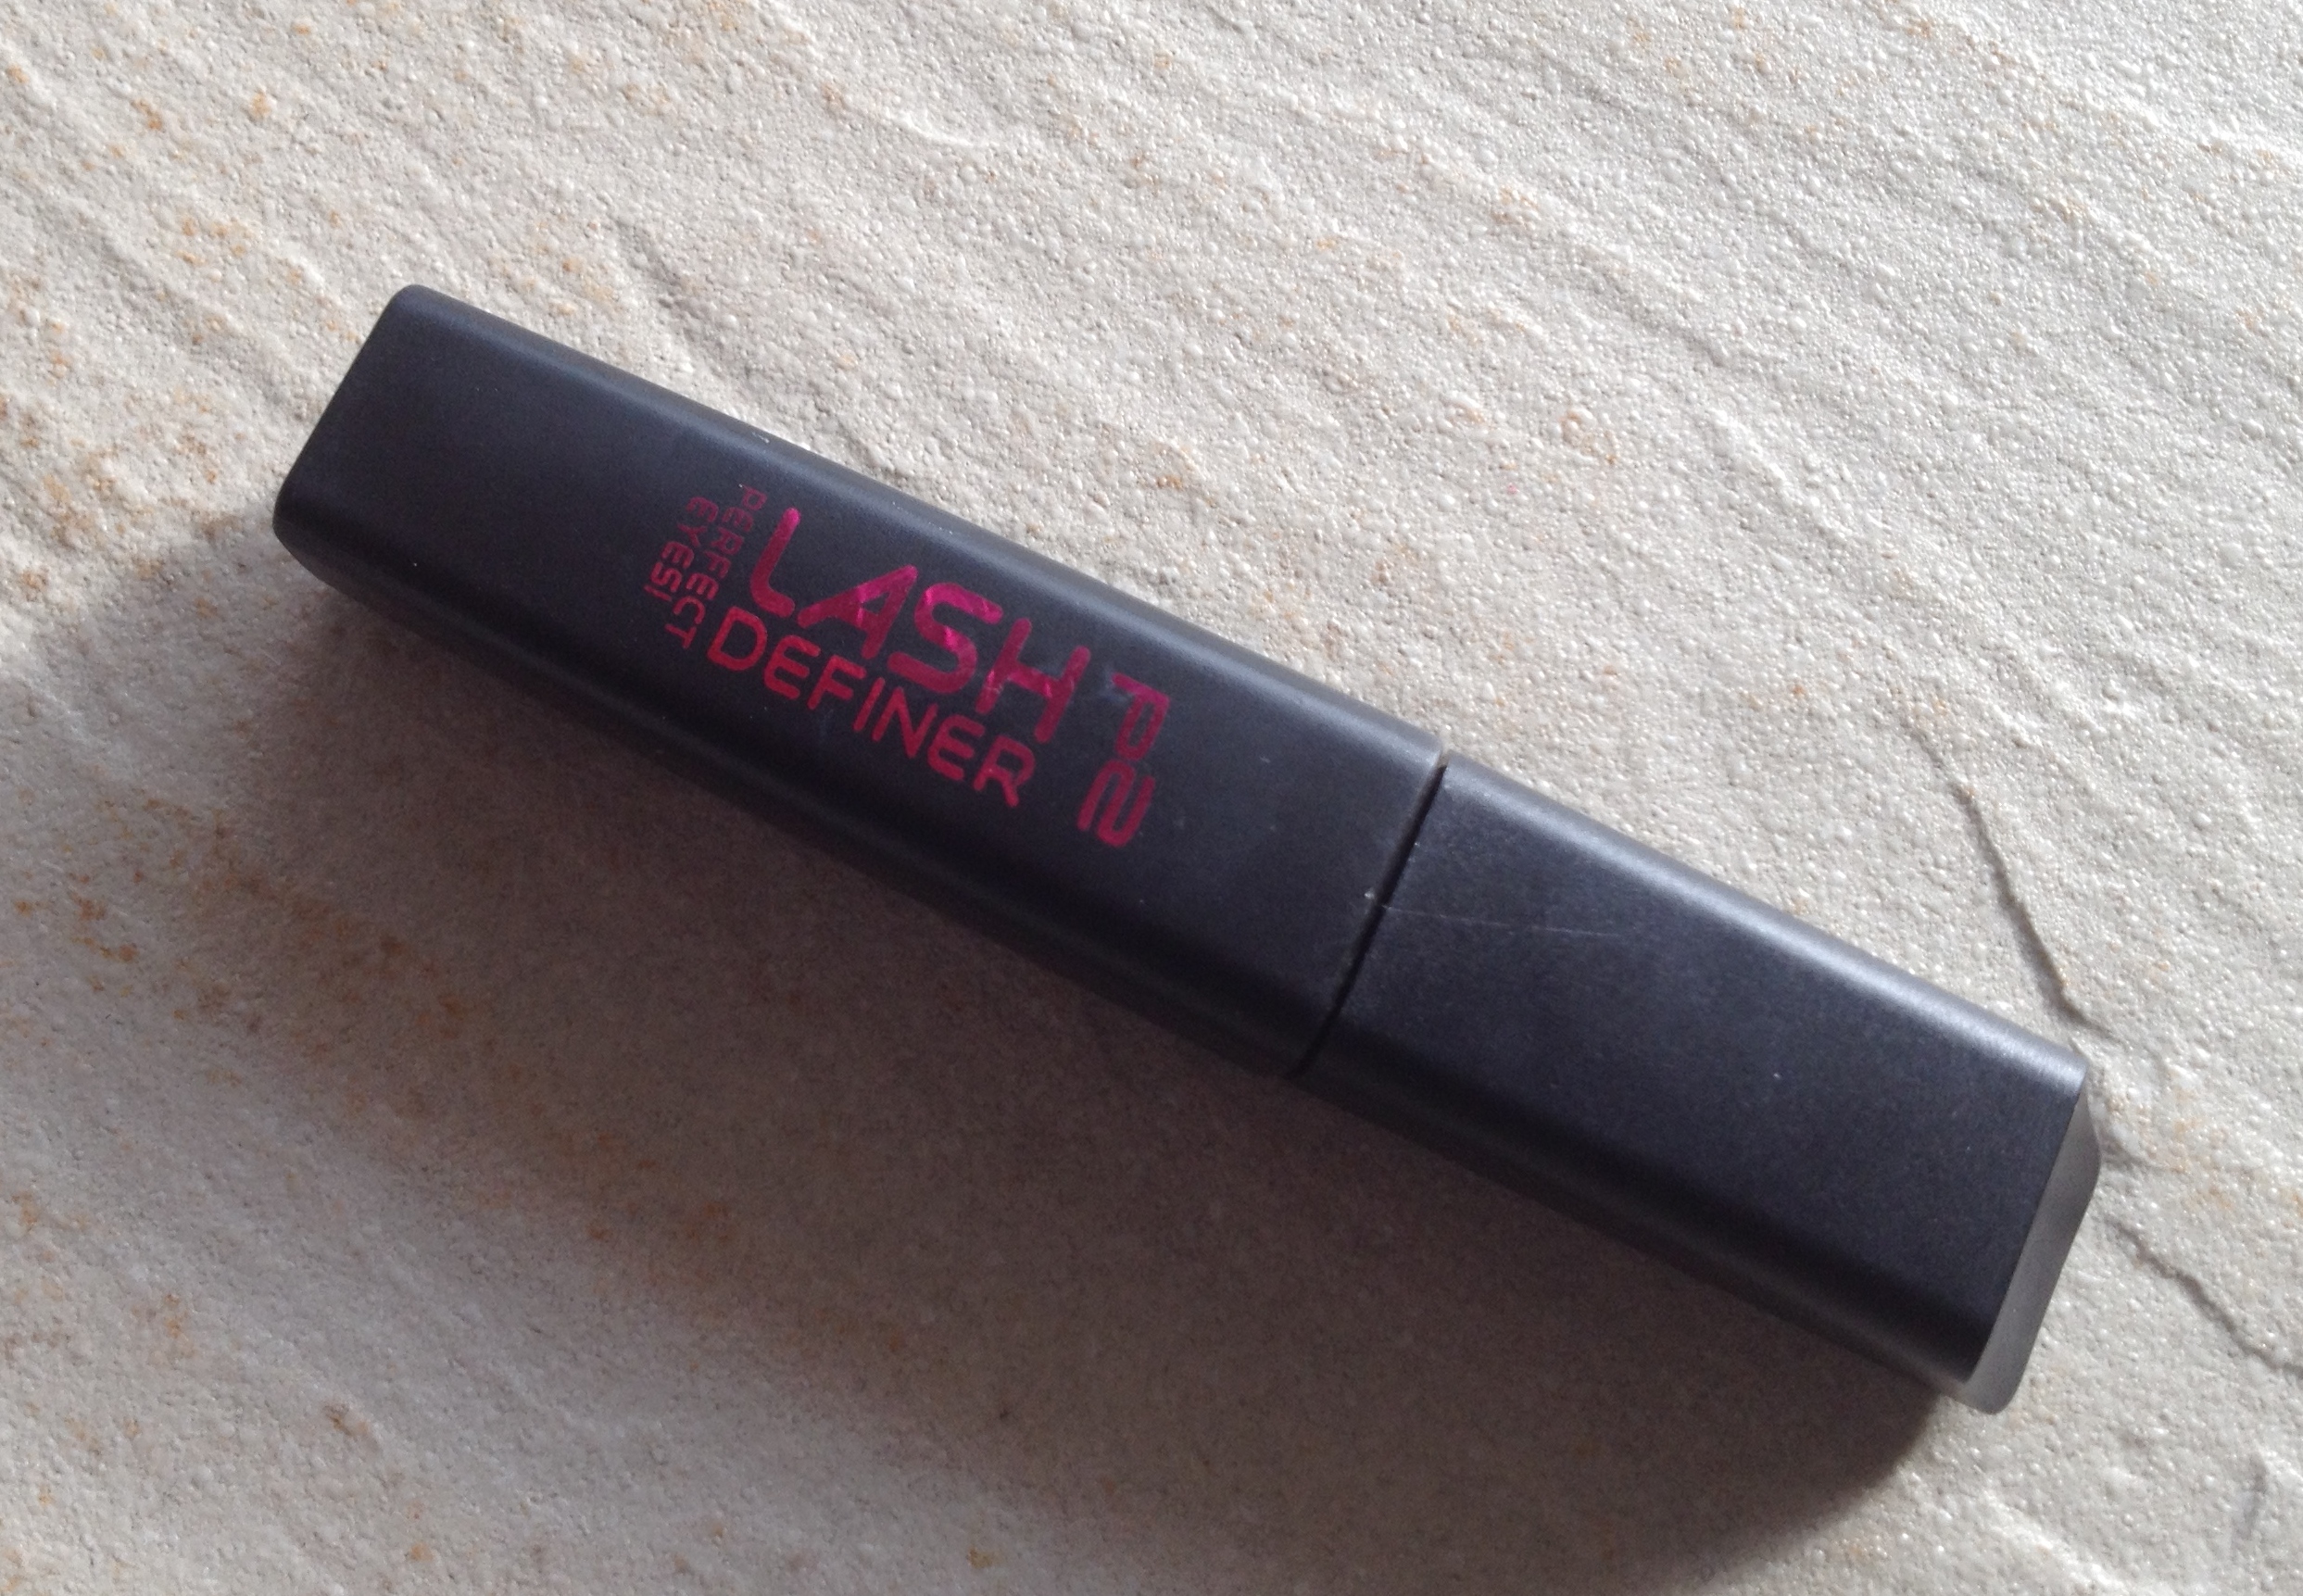 PERFECT
EYES!
LASH
DEFINER
P2